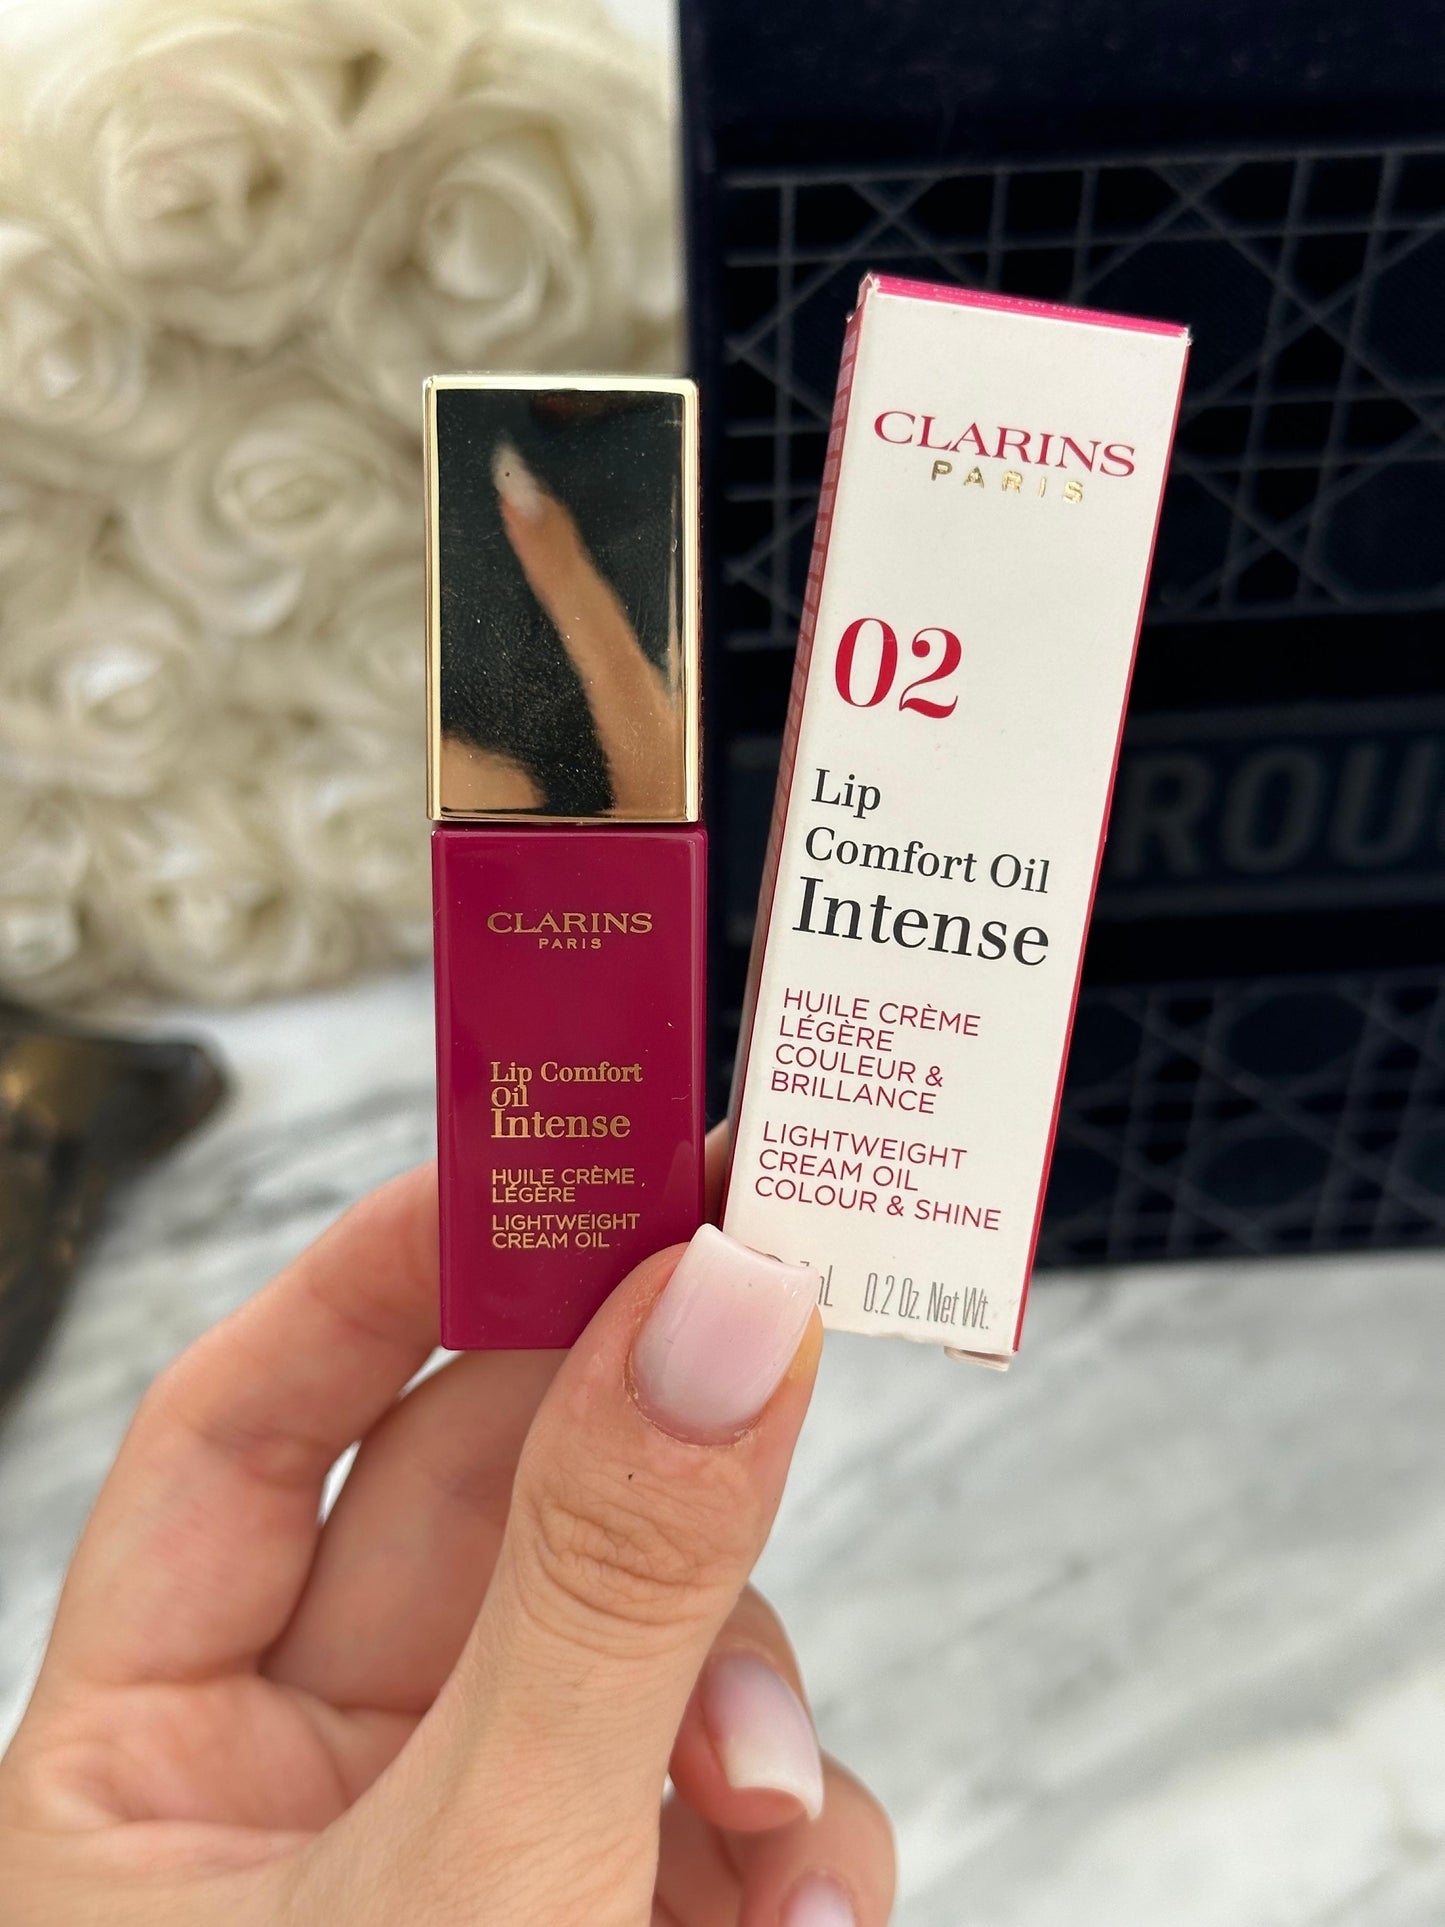 CLARINS
PARIS
Lip Comfort
Oil
Intense
HUILE CRÈME
LÉGÈRE
LIGHTWEIGHT
CREAM OIL
CLARINS
PARIS
02
Lip
Comfort Oil
Intense
HUILE CRÈME
LÉGÈRE
COULEUR &
BRILLANCE
LIGHTWEIGHT
CREAM OIL
COLOUR & SHINE
7mL 0.2 Oz. Net Wt.
ROU